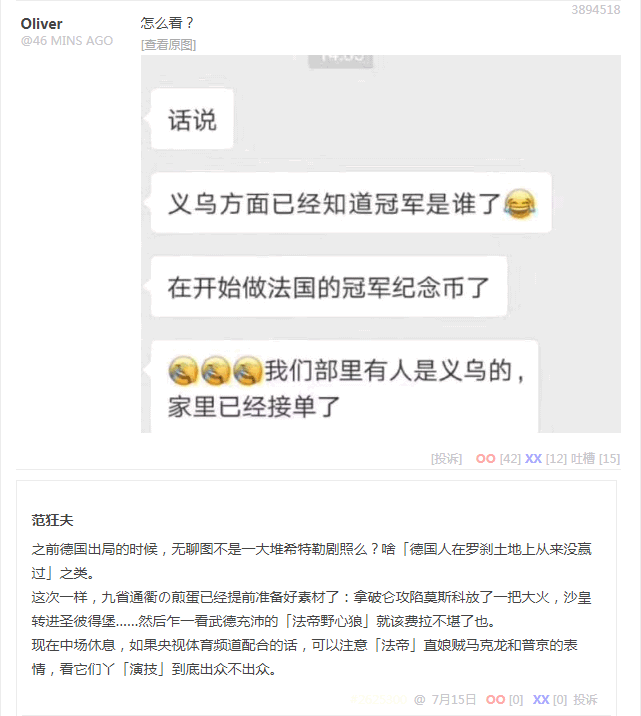 3894518
Oliver
@46 MINS AGO
怎么看？
[查看原图]
话说
义乌方面已经知道冠军是谁了😂
在开始做法国的冠军纪念币了
我们部里有人是义乌的，
家里已经接单了
[投诉] OO [42] XX [12] 吐槽 [15]
范狂夫
之前德国出局的时候，无聊图不是一大堆希特勒剧照么？啥「德国人在罗刹土地上从来没赢
过」之类。
这次一样，九省通衢の煎蛋已经提前准备好素材了：拿破仑攻陷莫斯科放了一把大火，沙皇
转进圣彼得堡......然后乍一看武德充沛的「法帝野心狼」就该费拉不堪了也。
现在中场休息，如果央视体育频道配合的话，可以注意「法帝」直娘贼马克龙和普京的表
情，看它们丫「演技」到底出众不出众。
@ 7月15日 OO [0] XX [0] 投诉